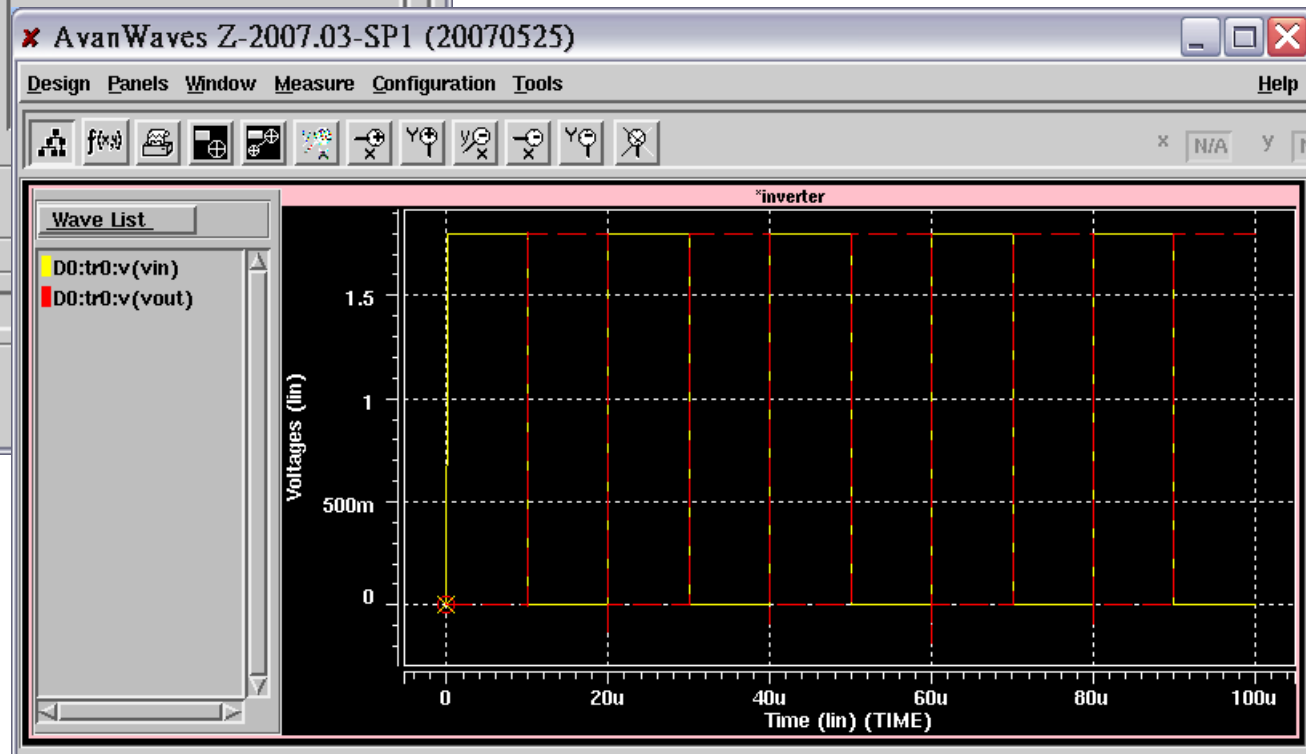 AvanWaves Z-2007.03-SP1 (20070525)
Design Panels Window Measure Configuration Tools Help
f(x,y) Y y x x Y x N/A y
*inverter
Wave List
D0:tr0:v(vin)
D0:tr0:v(vout)
Voltages (lin)
1.5
1
500m
0
0 20u 40u 60u 80u 100u
Time (lin) (TIME)